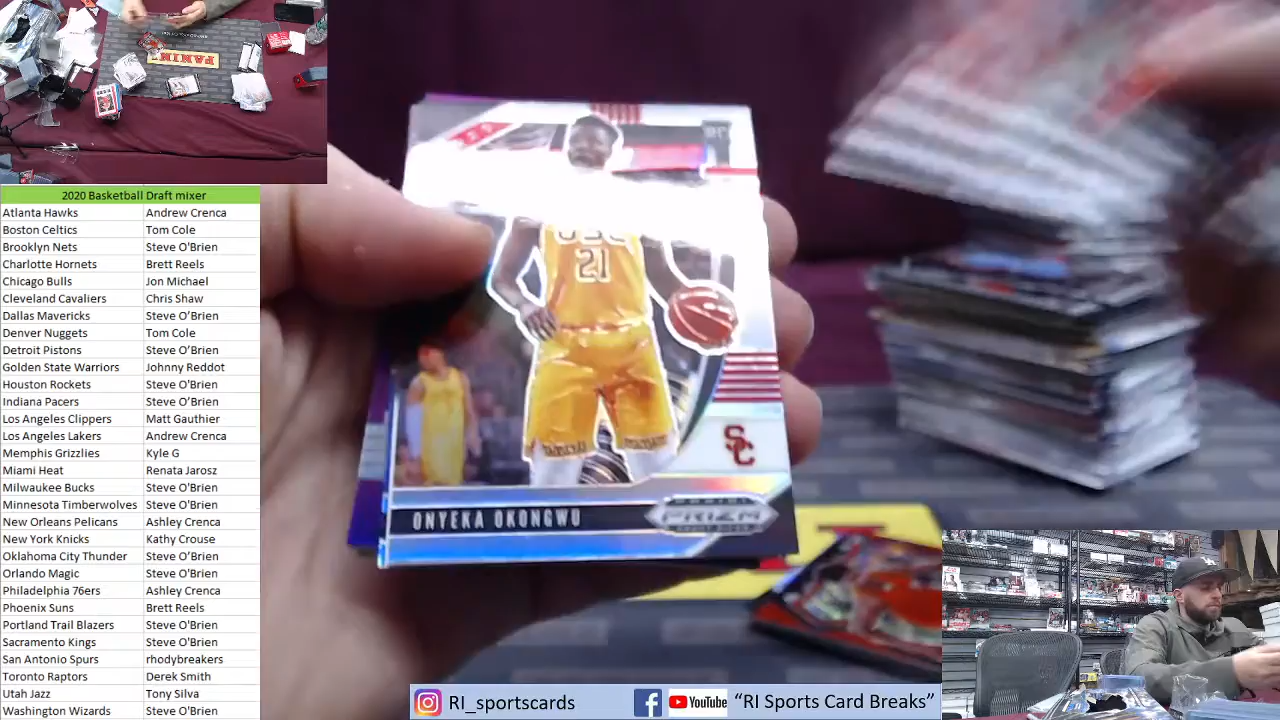 PANINI
2020 Basketball Draft mixer
Atlanta Hawks Andrew Crenca
Boston Celtics Tom Cole
Brooklyn Nets Steve O'Brien
Charlotte Hornets Brett Reels
Chicago Bulls Jon Michael
Cleveland Cavaliers Chris Shaw
Dallas Mavericks Steve O'Brien
Denver Nuggets Tom Cole
Detroit Pistons Steve O'Brien
Golden State Warriors Johnny Reddot
Houston Rockets Steve O'Brien
Indiana Pacers Steve O'Brien
Los Angeles Clippers Matt Gauthier
Los Angeles Lakers Andrew Crenca
Memphis Grizzlies Kyle G
Miami Heat Renata Jarosz
Milwaukee Bucks Steve O'Brien
Minnesota Timberwolves Steve O'Brien
New Orleans Pelicans Ashley Crenca
New York Knicks Kathy Crouse
Oklahoma City Thunder Steve O'Brien
Orlando Magic Steve O'Brien
Philadelphia 76ers Ashley Crenca
Phoenix Suns Brett Reels
Portland Trail Blazers Steve O'Brien
Sacramento Kings Steve O'Brien
San Antonio Spurs rhodybreakers
Toronto Raptors Derek Smith
Utah Jazz Tony Silva
Washington Wizards Steve O'Brien
21
SC
ONYEKA OKONGWU
PRIZM
RI_sportscards
YouTube
“RI Sports Card Breaks”